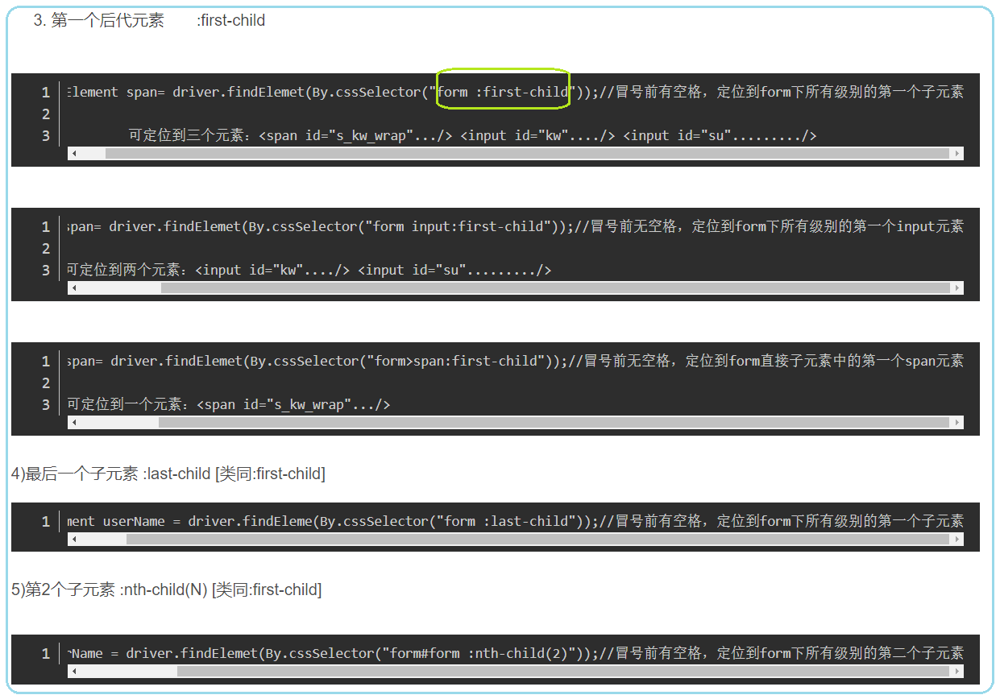 3. 第一个后代元素 :first-child
1 Element span= driver.findElemet(By.cssSelector("form :first-child"));//冒号前有空格，定位到form下所有级别的第一个子元素
2
3 可定位到三个元素：<span id="s_kw_wrap".../> <input id="kw"..../> <input id="su"........./>
1 span= driver.findElemet(By.cssSelector("form input:first-child"));//冒号前无空格，定位到form下所有级别的第一个input元素
2
3 可定位到两个元素：<input id="kw"..../> <input id="su"........./>
1 span= driver.findElemet(By.cssSelector("form>span:first-child"));//冒号前无空格，定位到form直接子元素中的第一个span元素
2
3 可定位到一个元素：<span id="s_kw_wrap".../>
4)最后一个子元素 :last-child [类同:first-child]
1 ment userName = driver.findEleme(By.cssSelector("form :last-child"));//冒号前有空格，定位到form下所有级别的第一个子元素
5)第2个子元素 :nth-child(N) [类同:first-child]
1 rName = driver.findElemet(By.cssSelector("form#form :nth-child(2)"));//冒号前有空格，定位到form下所有级别的第二个子元素